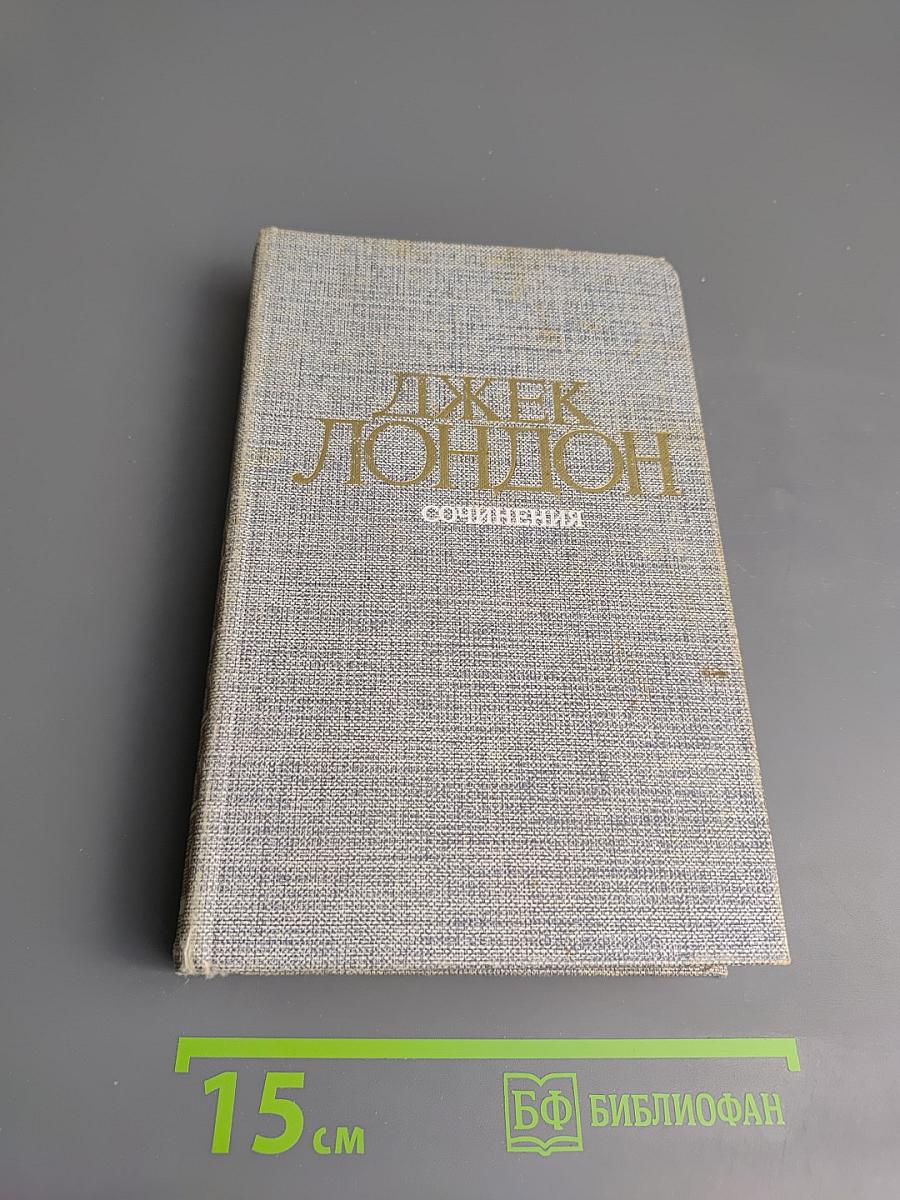 ДЖЕК
ЛОНДОН
СОЧИНЕНИЯ
15 см
БФ БИБЛИОФАН